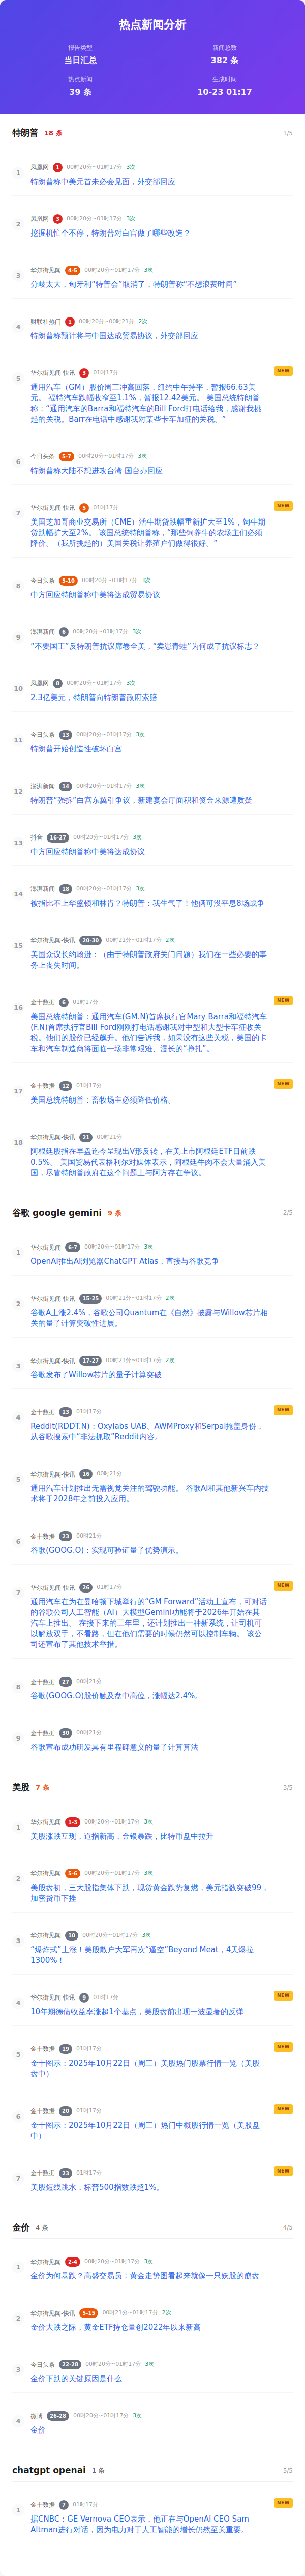 热点新闻分析
报告类型
当日汇总
新闻总数
382 条
热点新闻
39 条
生成时间
10-23 01:17
特朗普 18 条 1/5
1
凤凰网 1 00时20分~01时17分 3次
特朗普称中美元首未必会见面，外交部回应
2
凤凰网 3 00时20分~01时17分 3次
挖掘机忙个不停，特朗普对白宫做了哪些改造？
3
华尔街见闻 4-5 00时20分~01时17分 3次
分歧太大，匈牙利“特普会”取消了，特朗普称“不想浪费时间”
4
财联社热门 1 00时20分~00时21分 2次
特朗普预计将与中国达成贸易协议，外交部回应
5
华尔街见闻-快讯 3 01时17分 NEW
通用汽车（GM）股价周三冲高回落，纽约中午持平，暂报66.63美
元。 福特汽车跌幅收窄至1.1%，暂报12.42美元。 美国总统特朗普
称：“通用汽车的Barra和福特汽车的Bill Ford打电话给我，感谢我挑
起的关税。Barr在电话中感谢我对某些卡车加征的关税。”
6
今日头条 5-7 00时20分~01时17分 3次
特朗普称大陆不想进攻台湾 国台办回应
7
华尔街见闻-快讯 5 01时17分 NEW
美国芝加哥商业交易所（CME）活牛期货跌幅重新扩大至1%，饲牛期
货跌幅扩大至2%。 该国总统特朗普称，“那些饲养牛的农场主们必须
降价。（我所挑起的）美国关税让养殖户们做得很好。”
8
今日头条 5-10 00时20分~01时17分 3次
中方回应特朗普称中美将达成贸易协议
9
澎湃新闻 6 00时20分~01时17分 3次
“不要国王”反特朗普抗议席卷全美，“卖恩青蛙”为何成了抗议标志？
10
凤凰网 8 00时20分~01时17分 3次
2.3亿美元，特朗普向特朗普政府索赔
11
今日头条 13 00时20分~01时17分 3次
特朗普开始创造性破坏白宫
12
澎湃新闻 14 00时20分~01时17分 3次
特朗普“强拆”白宫东翼引争议，新建宴会厅面积和资金来源遭质疑
13
抖音 16-27 00时20分~01时17分 3次
中方回应特朗普称中美将达成协议
14
澎湃新闻 18 00时20分~01时17分 3次
被指比不上华盛顿和林肯？特朗普：我生气了！他俩可没平息8场战争
15
华尔街见闻-快讯 20-30 00时21分~01时17分 2次
美国众议长约翰逊：（由于特朗普政府关门问题）我们在一些必要的事
务上丧失时间。
16
金十数据 6 01时17分 NEW
美国总统特朗普：通用汽车(GM.N)首席执行官Mary Barra和福特汽车
(F.N)首席执行官Bill Ford刚刚打电话感谢我对中型和大型卡车征收关
税。他们的股价已经飙升。他们告诉我，如果没有这些关税，美国的卡
车和汽车制造商将面临一场非常艰难、漫长的“挣扎”。
17
金十数据 12 01时17分 NEW
美国总统特朗普：畜牧场主必须降低价格。
18
华尔街见闻-快讯 21 00时21分
阿根廷股指在早盘迄今呈现出V形反转，在美上市阿根廷ETF目前跌
0.5%。 美国贸易代表格利尔对媒体表示，阿根廷牛肉不会大量涌入美
国，尽管特朗普政府在这个问题上与阿方存在争议。
谷歌 google gemini 9 条 2/5
1
华尔街见闻 6-7 00时20分~01时17分 3次
OpenAI推出AI浏览器ChatGPT Atlas，直接与谷歌竞争
2
华尔街见闻-快讯 15-25 00时21分~01时17分 2次
谷歌A上涨2.4%，谷歌公司Quantum在《自然》披露与Willow芯片相
关的量子计算突破性进展。
3
华尔街见闻-快讯 17-27 00时21分~01时17分 2次
谷歌发布了Willow芯片的量子计算突破
4
金十数据 13 01时17分 NEW
Reddit(RDDT.N)：Oxylabs UAB、AWMProxy和Serpai掩盖身份，
从谷歌搜索中“非法抓取”Reddit内容。
5
华尔街见闻-快讯 16 00时21分
通用汽车计划推出无需视觉关注的驾驶功能。 谷歌AI和其他新兴车内技
术将于2028年之前投入应用。
6
金十数据 23 00时21分
谷歌(GOOG.O)：实现可验证量子优势演示。
7
华尔街见闻-快讯 26 01时17分 NEW
通用汽车在为在曼哈顿下城举行的“GM Forward”活动上宣布，可对话
的谷歌公司人工智能（AI）大模型Gemini功能将于2026年开始在其
汽车上推出。 在接下来的三年里，还计划推出一种新系统，让司机可
以解放双手，不看路，但在他们需要的时候仍然可以控制车辆。 该公
司还宣布了其他技术举措。
8
金十数据 27 00时21分
谷歌(GOOG.O)股价触及盘中高位，涨幅达2.4%。
9
金十数据 30 00时21分
谷歌宣布成功研发具有里程碑意义的量子计算算法
美股 7 条 3/5
1
华尔街见闻 1-3 00时20分~01时17分 3次
美股涨跌互现，道指新高，金银暴跌，比特币盘中拉升
2
华尔街见闻 5-6 00时20分~01时17分 3次
美股盘初，三大股指集体下跌，现货黄金跌势复燃，美元指数突破99，
加密货币下挫
3
华尔街见闻 10 00时20分~01时17分 3次
“爆炸式”上涨！美股散户大军再次“逼空”Beyond Meat，4天爆拉
1300%！
4
华尔街见闻-快讯 9 01时17分 NEW
10年期德债收益率涨超1个基点，美股盘前出现一波显著的反弹
5
金十数据 19 01时17分 NEW
金十图示：2025年10月22日（周三）美股热门股票行情一览（美股
盘中）
6
金十数据 20 01时17分 NEW
金十图示：2025年10月22日（周三）热门中概股行情一览（美股盘
中）
7
金十数据 23 01时17分 NEW
美股短线跳水，标普500指数跌超1%。
金价 4 条 4/5
1
华尔街见闻 2-4 00时20分~01时17分 3次
金价为何暴跌？高盛交易员：黄金走势图看起来就像一只妖股的崩盘
2
华尔街见闻-快讯 5-15 00时21分~01时17分 2次
金价大跌之际，黄金ETF持仓量创2022年以来新高
3
今日头条 22-28 00时20分~01时17分 3次
金价下跌的关键原因是什么
4
微博 26-28 00时20分~01时17分 3次
金价
chatgpt openai 1 条 5/5
1
金十数据 7 01时17分 NEW
据CNBC：GE Vernova CEO表示，他正在与OpenAI CEO Sam
Altman进行对话，因为电力对于人工智能的增长仍然至关重要。